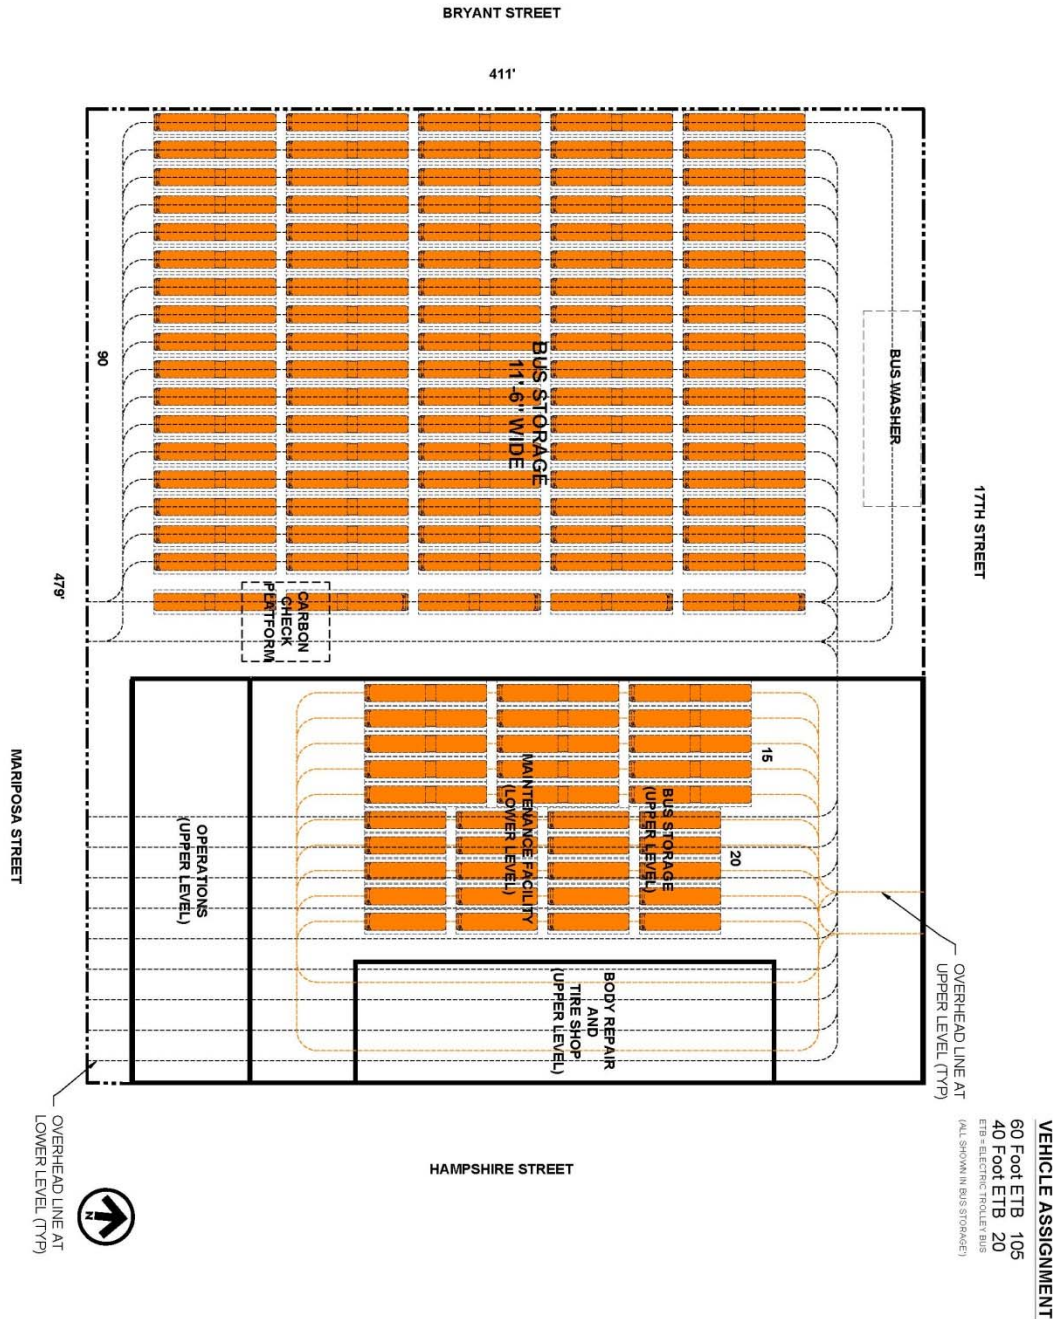 BRYANT STREET
411'
90
BUS STORAGE
11'-6" WIDE
BUS WASHER
17TH STREET
479'
CARBON
CHECK
PLATFORM
MARIPOSA STREET
15
BUS STORAGE
(UPPER LEVEL)
20
MAINTENANCE FACILITY
(LOWER LEVEL)
OPERATIONS
(UPPER LEVEL)
BODY REPAIR
AND
TIRE SHOP
(UPPER LEVEL)
OVERHEAD LINE AT
UPPER LEVEL (TYP)
OVERHEAD LINE AT
LOWER LEVEL (TYP)
HAMPSHIRE STREET
N
VEHICLE ASSIGNMENT
60 Foot ETB 105
40 Foot ETB 20
ETB = ELECTRIC TROLLEY BUS
(ALL SHOWN IN BUS STORAGE)